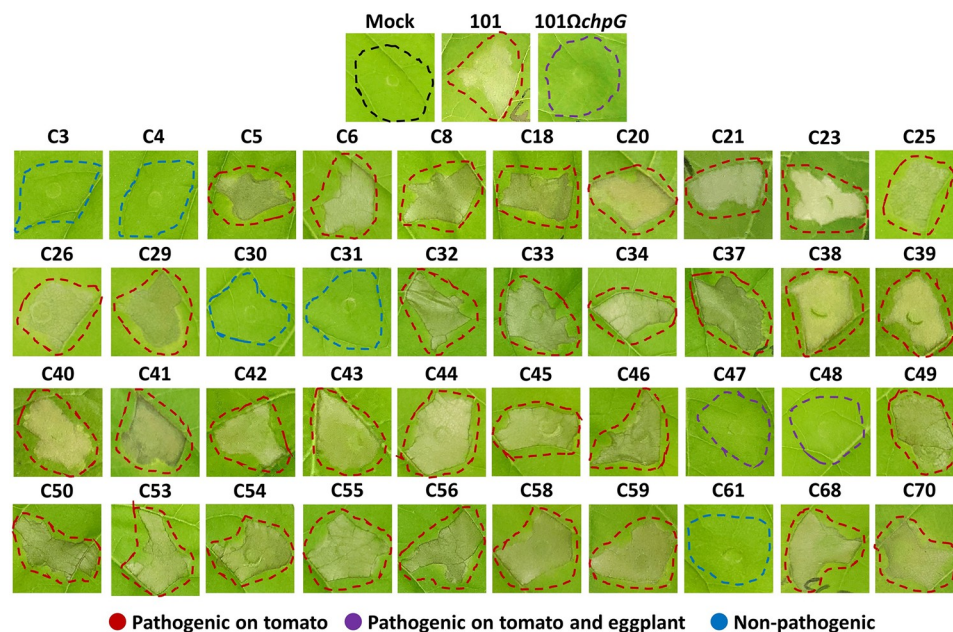 Mock 101 101ΩchpG
C3 C4 C5 C6 C8 C18 C20 C21 C23 C25
C26 C29 C30 C31 C32 C33 C34 C37 C38 C39
C40 C41 C42 C43 C44 C45 C46 C47 C48 C49
C50 C53 C54 C55 C56 C58 C59 C61 C68 C70
Pathogenic on tomato Pathogenic on tomato and eggplant Non-pathogenic